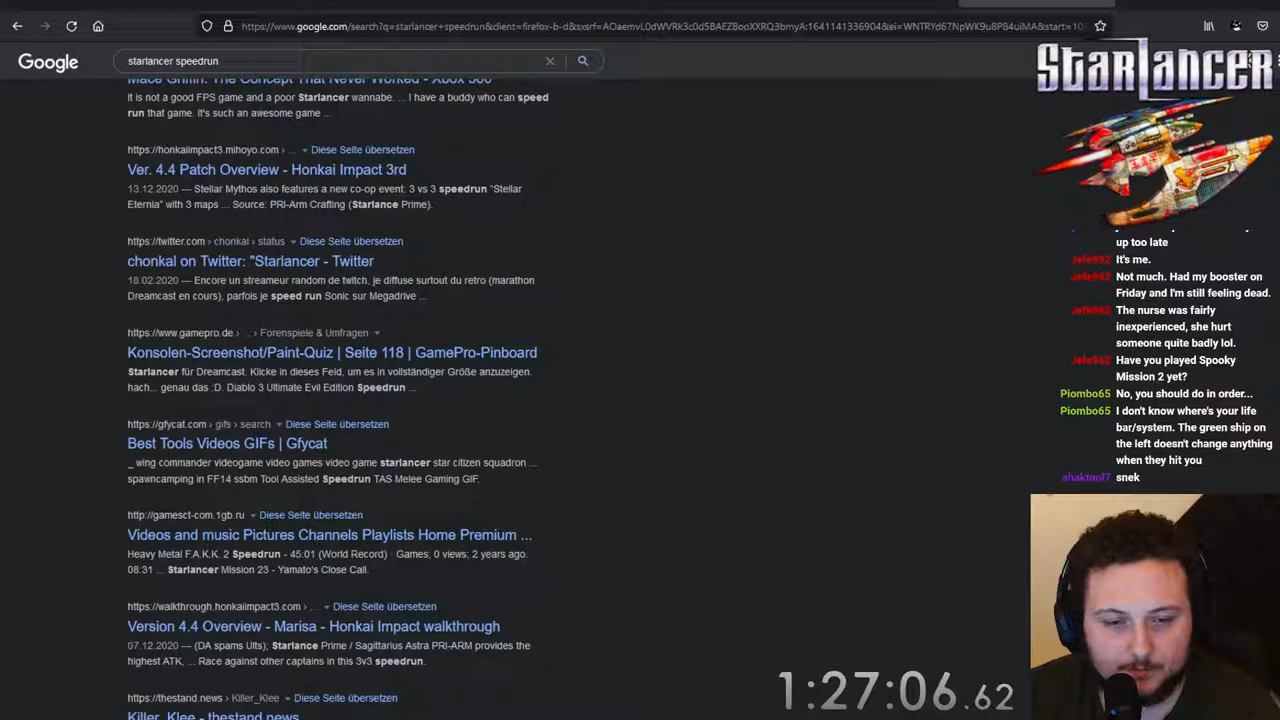 https://www.google.com/search?q=starlancer+speedrun&client=firefox-b-d&sxsrf=AOaemvL0dWVRk3c0d5BAEZBooXXRQ3bmyA:1641141336904&ei=WNTRYd67NpWK9u8P84uiMA&start=10
Google
starlancer speedrun
STARLANCER
Mace Griffin: The Concept That Never Worked - Xbox 360
It is not a good FPS game and a poor Starlancer wannabe. ... I have a buddy who can speed
run that game. It's such an awesome game ...
https://honkaiimpact3.mihoyo.com › ... Diese Seite übersetzen
Ver. 4.4 Patch Overview - Honkai Impact 3rd
13.12.2020 — Stellar Mythos also features a new co-op event: 3 vs 3 speedrun "Stellar
Eternia" with 3 maps ... Source: PRI-Arm Crafting (Starlance Prime).
https://twitter.com › chonkal › status Diese Seite übersetzen
chonkal on Twitter: "Starlancer - Twitter
18.02.2020 — Encore un streameur random de twitch, je diffuse surtout du retro (marathon
Dreamcast en cours), parfois je speed run Sonic sur Megadrive ...
https://www.gamepro.de › ... › Forenspiele & Umfragen
Konsolen-Screenshot/Paint-Quiz | Seite 118 | GamePro-Pinboard
Starlancer für Dreamcast. Klicke in dieses Feld, um es in vollständiger Größe anzuzeigen.
hach... genau das :D. Diablo 3 Ultimate Evil Edition Speedrun ...
https://gfycat.com › gifs › search Diese Seite übersetzen
Best Tools Videos GIFs | Gfycat
_ wing commander videogame video games video game starlancer star citizen squadron ...
spawncamping in FF14 ssbm Tool Assisted Speedrun TAS Melee Gaming GIF.
http://gamesct-com.1gb.ru Diese Seite übersetzen
Videos and music Pictures Channels Playlists Home Premium ...
Heavy Metal F.A.K.K. 2 Speedrun - 45:01 (World Record) · Games; 0 views; 2 years ago.
08:31 ... Starlancer Mission 23 - Yamato's Close Call.
https://walkthrough.honkaiimpact3.com › ... Diese Seite übersetzen
Version 4.4 Overview - Marisa - Honkai Impact walkthrough
07.12.2020 — (DA spams Ults); Starlance Prime / Sagittarius Astra PRI-ARM provides the
highest ATK, ... Race against other captains in this 3v3 speedrun.
https://thestand.news › Killer_Klee Diese Seite übersetzen
Killer_Klee - thestand.news
up too late
Jefe962 It's me.
Jefe962 Not much. Had my booster on
Friday and I'm still feeling dead.
Jefe962 The nurse was fairly
inexperienced, she hurt
someone quite badly lol.
Jefe962 Have you played Spooky
Mission 2 yet?
Piombo65 No, you should do in order...
Piombo65 I don't know where's your life
bar/system. The green ship on
the left doesn't change anything
when they hit you
shaktool7 snek
1:27:06.62